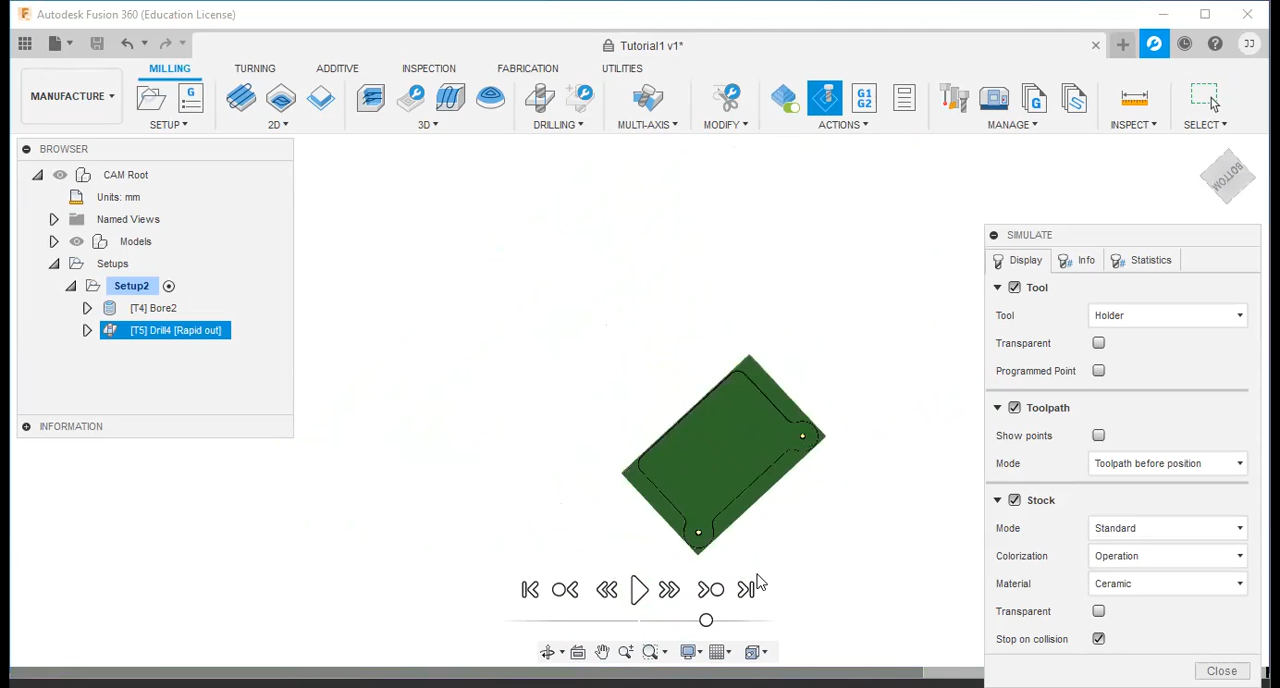 Autodesk Fusion 360 (Education License)
Tutorial1 v1*
JJ
MILLING TURNING ADDITIVE INSPECTION FABRICATION UTILITIES
MANUFACTURE
G
G1
G2
G
SETUP 2D 3D DRILLING MULTI-AXIS MODIFY ACTIONS MANAGE INSPECT SELECT
BROWSER
CAM Root
Units: mm
Named Views
Models
Setups
Setup2
[T4] Bore2
[T5] Drill4 [Rapid out]
INFORMATION
BOTTOM
SIMULATE
Display Info Statistics
Tool
Tool Holder
Transparent
Programmed Point
Toolpath
Show points
Mode Toolpath before position
Stock
Mode Standard
Colorization Operation
Material Ceramic
Transparent
Stop on collision
Close